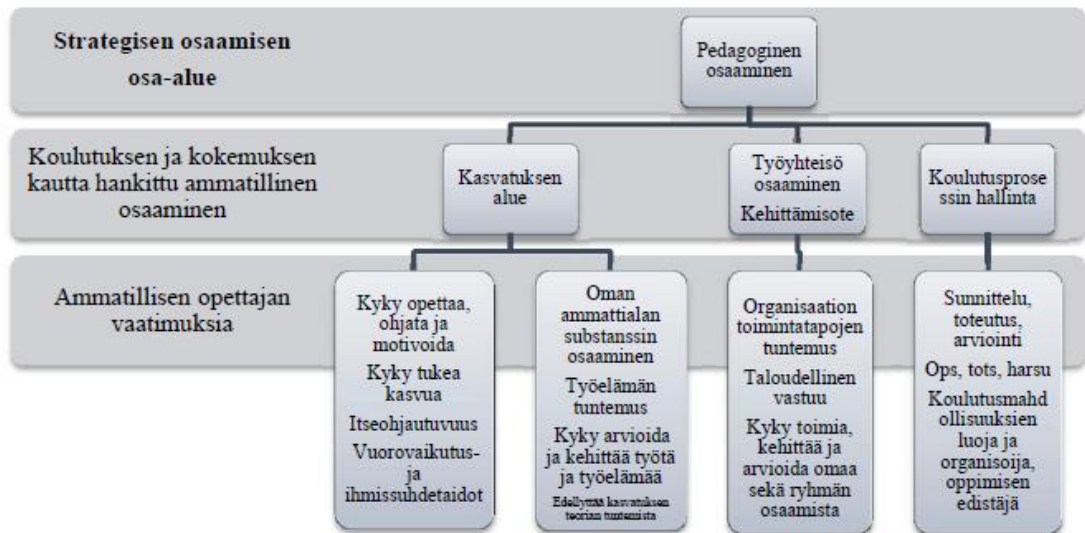 Strategisen osaamisen
osa-alue
Pedagoginen
osaaminen
Koulutuksen ja kokemuksen
kautta hankittu ammatillinen
osaaminen
Kasvatuksen
alue
Työyhteisö
osaaminen
Kehittämisote
Koulutusprose
ssin hallinta
Ammatillisen opettajan
vaatimuksia
Kyky opettaa,
ohjata ja
motivoida
Kyky tukea
kasvua
Itseohjautuvuus
Vuorovaikutus-
ja
ihmissuhdetaidot
Oman
ammattialan
substanssin
osaaminen
Työelämän
tuntemus
Kyky arvioida
ja kehittää työtä
ja työelämää
Edellyttää kasvatuksen
teorian tuntemista
Organisaation
toimintatapojen
tuntemus
Taloudellinen
vastuu
Kyky toimia,
kehittää ja
arvioida omaa
sekä ryhmän
osaamista
Sunnittelu,
toteutus,
arviointi
Ops, tots, harsu
Koulutusmahd
ollisuuksien
luoja ja
organisoija,
oppimisen
edistäjä